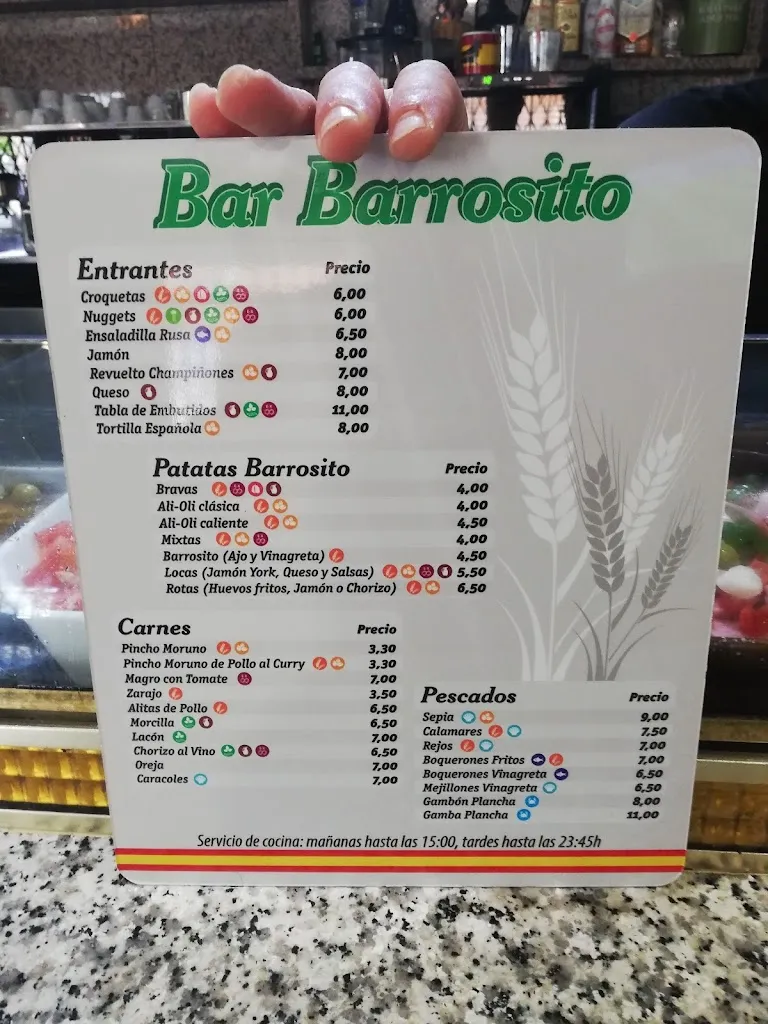 Bar Barrosito
Entrantes Precio
Croquetas 6,00
Nuggets 6,00
Ensaladilla Rusa 6,50
Jamón 8,00
Revuelto Champiñones 7,00
Queso 8,00
Tabla de Embutidos 11,00
Tortilla Española 8,00
Patatas Barrosito Precio
Bravas 4,00
Ali-Oli clásica 4,00
Ali-Oli caliente 4,50
Mixtas 4,00
Barrosito (Ajo y Vinagreta) 4,50
Locas (Jamón York, Queso y Salsas) 5,50
Rotas (Huevos fritos, Jamón o Chorizo) 6,50
Carnes Precio
Pincho Moruno 3,30
Pincho Moruno de Pollo al Curry 3,30
Magro con Tomate 7,00
Zarajo 3,50
Alitas de Pollo 6,50
Morcilla 6,50
Lacón 7,00
Chorizo al Vino 6,50
Oreja 7,00
Caracoles 7,00
Pescados Precio
Sepia 9,00
Calamares 7,50
Rejos 7,00
Boquerones Fritos 7,00
Boquerones Vinagreta 6,50
Mejillones Vinagreta 6,50
Gambón Plancha 8,00
Gamba Plancha 11,00
Servicio de cocina: mañanas hasta las 15:00, tardes hasta las 23:45h